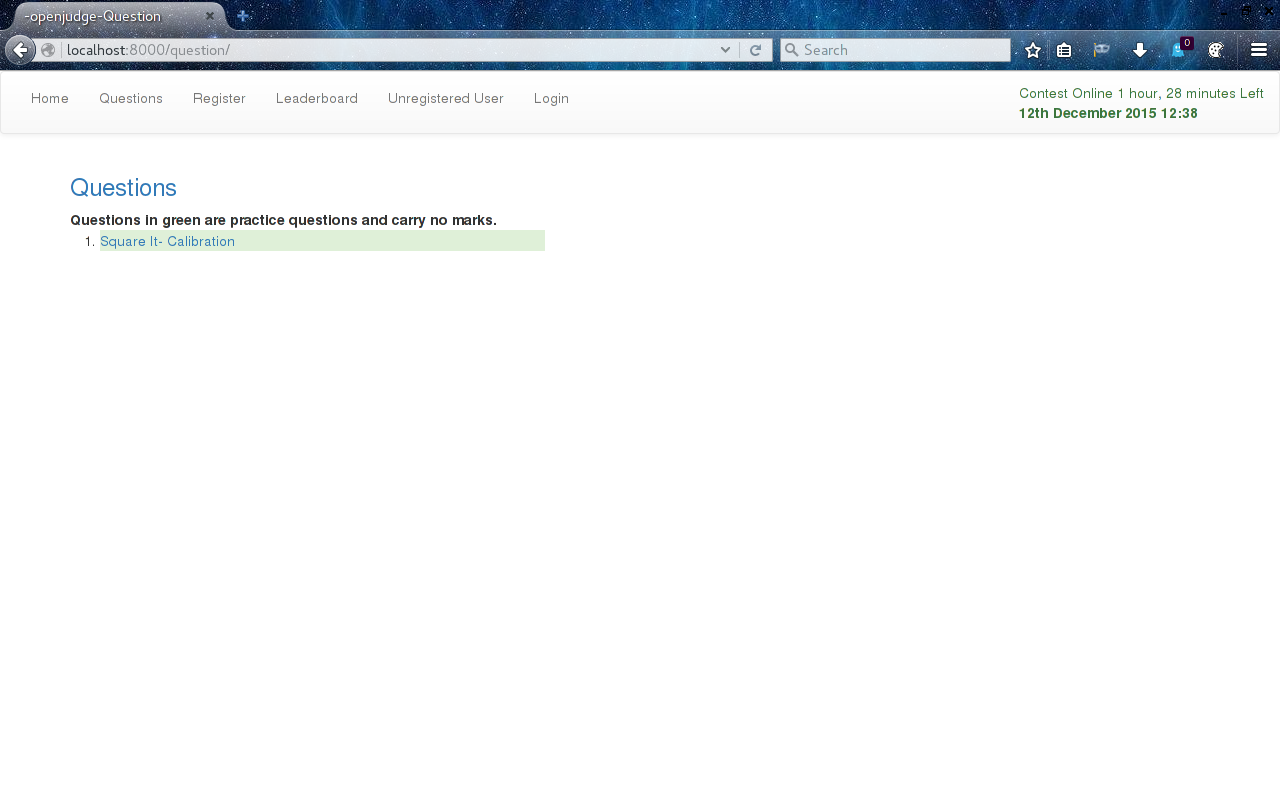 -openjudge-Question
localhost:8000/question/
Search
0
Home Questions Register Leaderboard Unregistered User Login
Contest Online 1 hour, 28 minutes Left
12th December 2015 12:38
Questions
Questions in green are practice questions and carry no marks.
1. Square It- Calibration